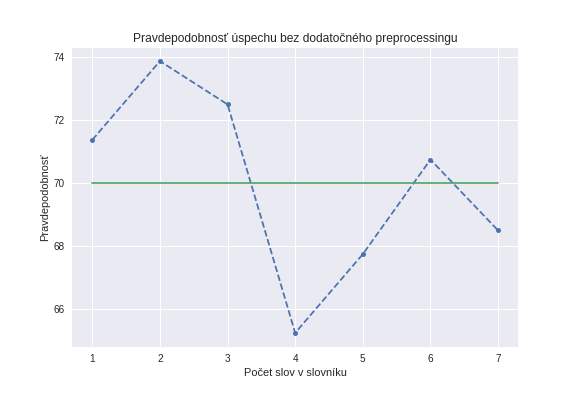 Pravdepodobnosť úspechu bez dodatočného preprocessingu
74
72
70
68
66
Pravdepodobnosť
1 2 3 4 5 6 7
Počet slov v slovníku